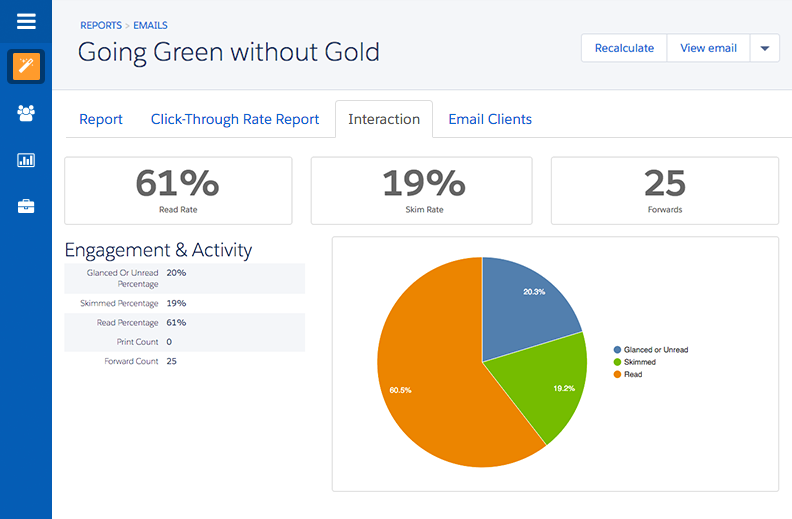 REPORTS > EMAILS
Going Green without Gold
Recalculate
View email
Report
Click-Through Rate Report
Interaction
Email Clients
61%
Read Rate
19%
Skim Rate
25
Forwards
Engagement & Activity
Glanced Or Unread 20%
Percentage
Skimmed Percentage 19%
Read Percentage 61%
Print Count 0
Forward Count 25
20.3%
19.2%
60.5%
Glanced or Unread
Skimmed
Read